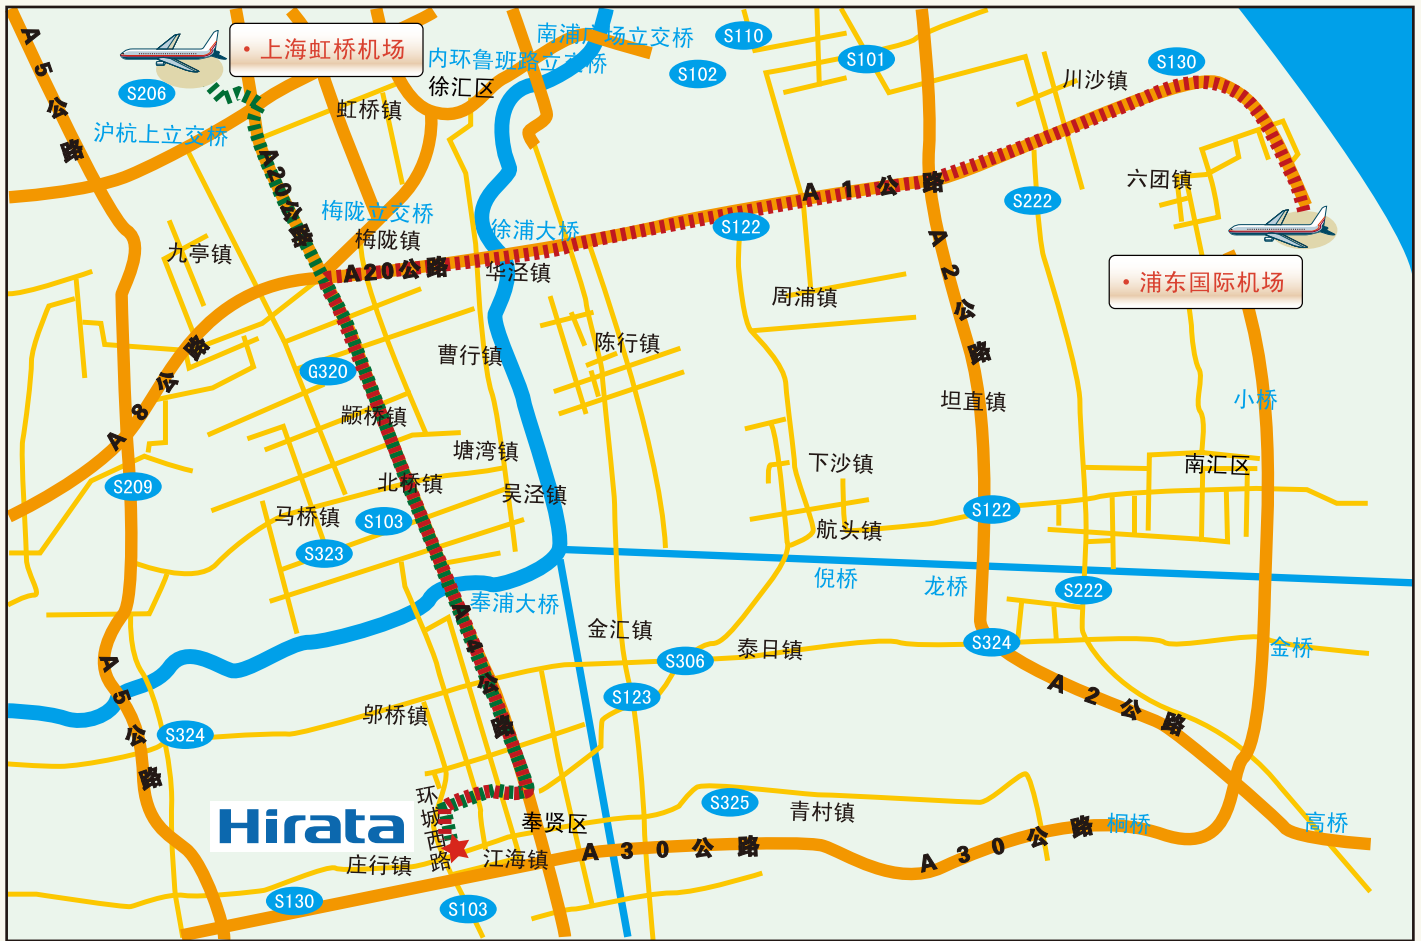 A5公路
上海虹桥机场
S206
沪杭上立交桥
内环鲁班路立交桥
南浦广场立交桥
徐汇区
虹桥镇
S110
S102
S101
川沙镇
S130
六团镇
S222
浦东国际机场
A20公路
梅陇立交桥
梅陇镇
九亭镇
A20公路
徐浦大桥
华泾镇
A1公路
S122
周浦镇
A2公路
A8公路
G320
曹行镇
陈行镇
颛桥镇
坦直镇
小桥
塘湾镇
下沙镇
南汇区
S209
北桥镇
吴泾镇
马桥镇
S103
S323
航头镇
S122
倪桥
龙桥
S222
奉浦大桥
A4公路
金汇镇
S306
泰日镇
S324
金桥
A5公路
S123
邬桥镇
S324
A2公路
环城西路
Hirata
奉贤区
S325
青村镇
桐桥
高桥
庄行镇
江海镇
A30公路
A30公路
S130
S103